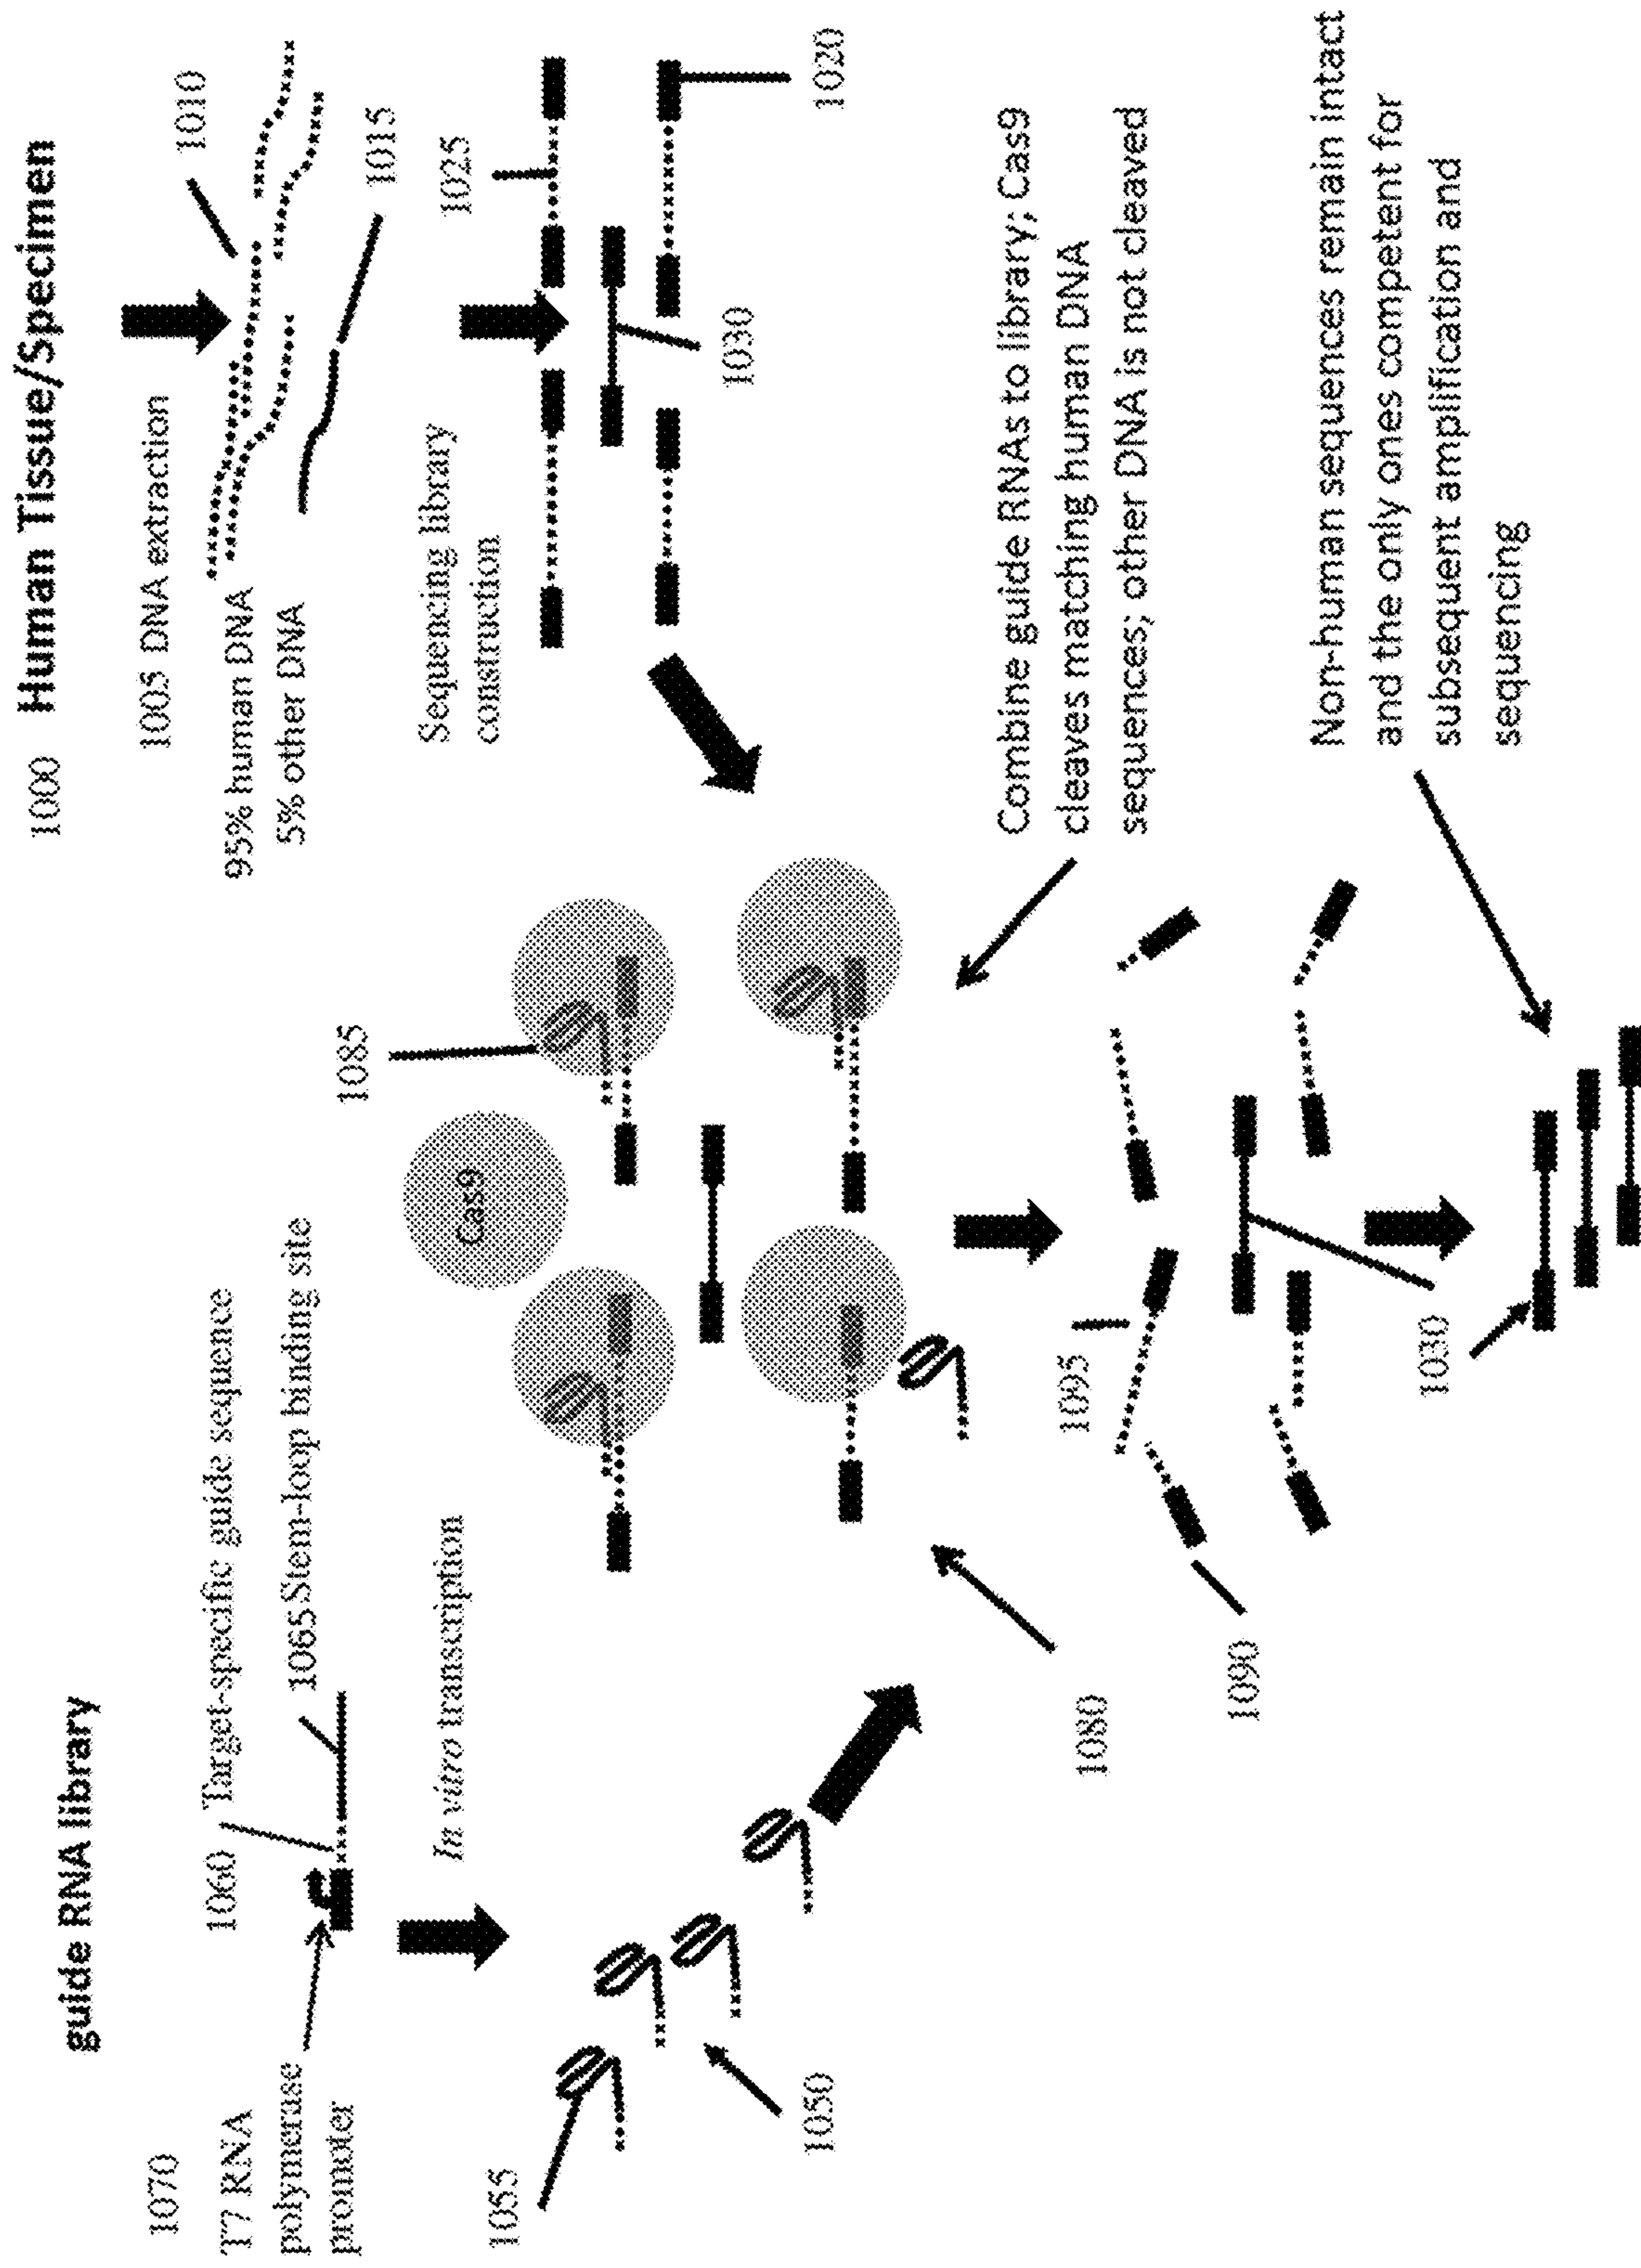 guide RNA library
1070
T7 RNA
polymerase
promoter
1060 Target-specific guide sequence
1065 Stem-loop binding site
In vitro transcription
1055
1050
1000 Human Tissue/Specimen
1005 DNA extraction
95% human DNA
5% other DNA
1010
1015
Sequencing library
construction
1025
1030
1020
1085
Cas9
1080
Combine guide RNAs to library; Cas9
cleaves matching human DNA
sequences; other DNA is not cleaved
1095
1090
1030
Non-human sequences remain intact
and the only ones competent for
subsequent amplification and
sequencing